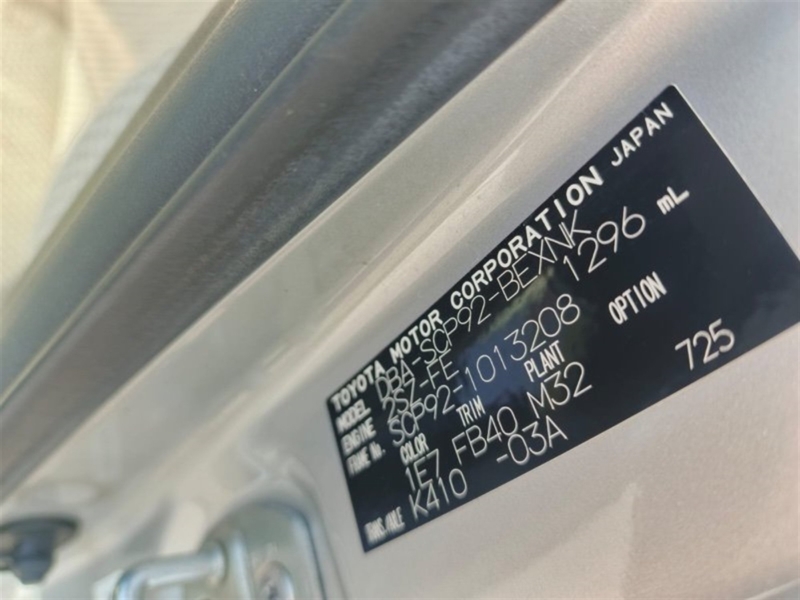 TOYOTA MOTOR CORPORATION JAPAN
MODEL DBA-SCP92-BEXNK
ENGINE 2SZ-FE 1296 mL
FRAME No. SCP92-1013208
COLOR TRIM PLANT OPTION
1E7 FB40 M32
TRANS/AXLE K410 -03A 725